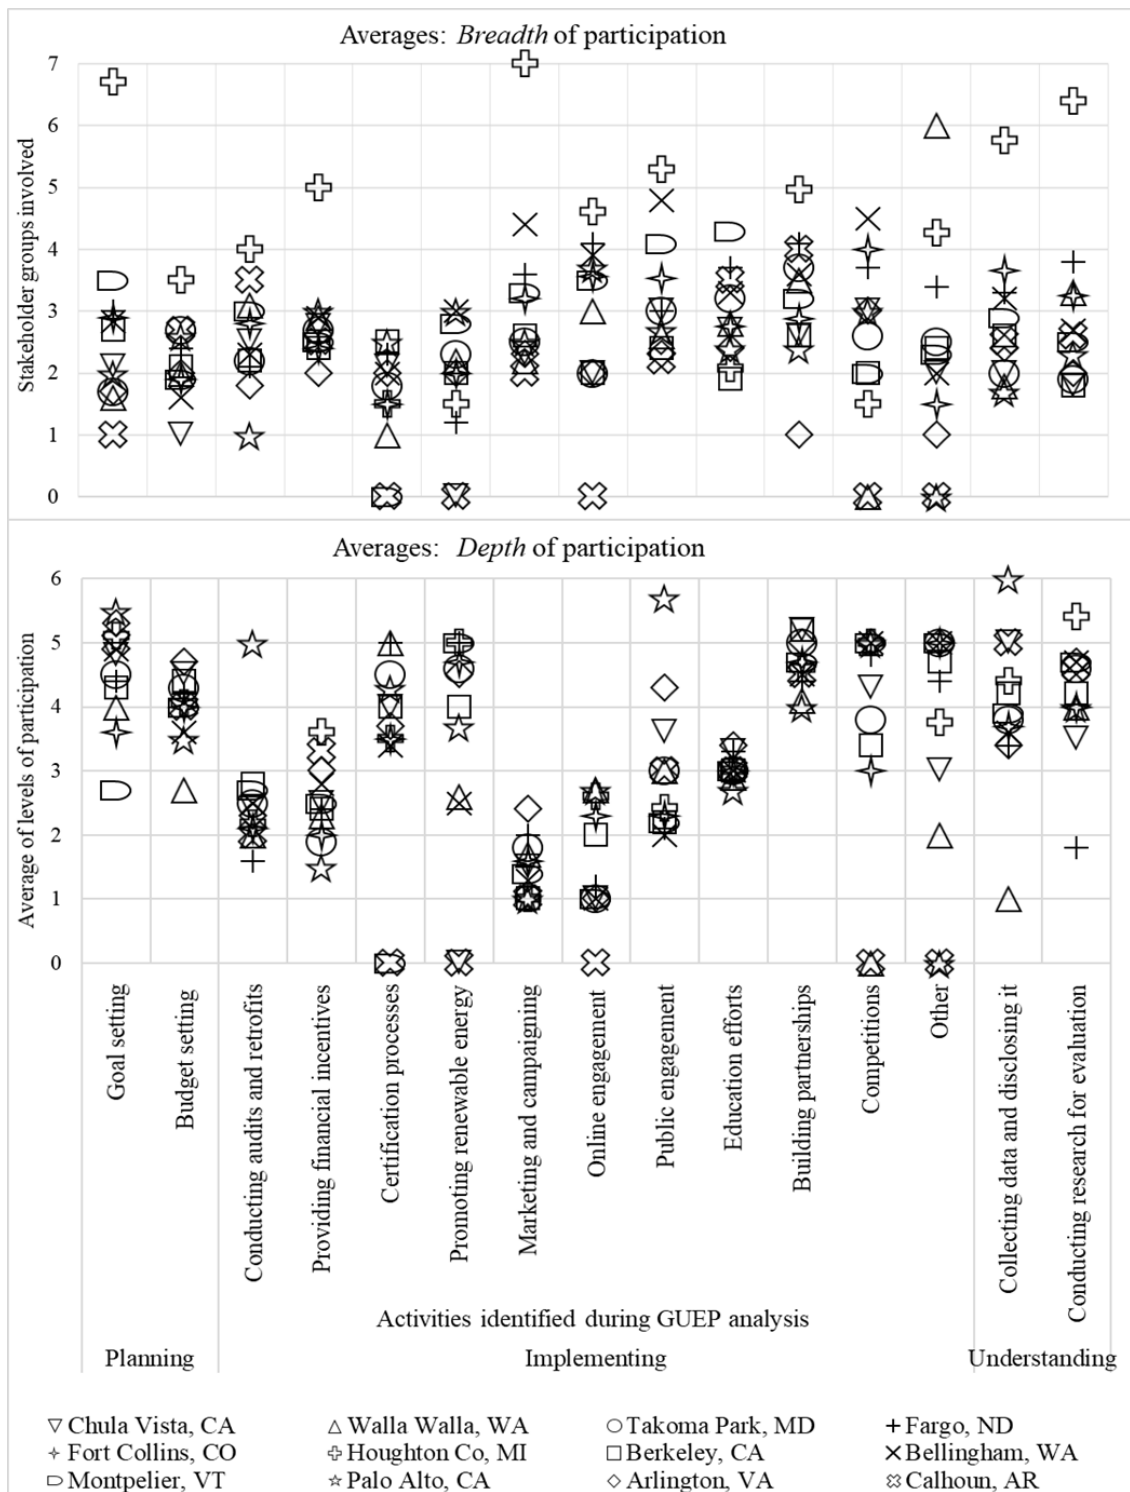 Averages: Breadth of participation
Stakeholder groups involved
7
6
5
4
3
2
1
0
Averages: Depth of participation
Average of levels of participation
6
5
4
3
2
1
0
Goal setting
Budget setting
Conducting audits and retrofits
Providing financial incentives
Certification processes
Promoting renewable energy
Marketing and campaigning
Online engagement
Public engagement
Education efforts
Building partnerships
Competitions
Other
Collecting data and disclosing it
Conducting research for evaluation
Activities identified during GUEP analysis
Planning Implementing Understanding
Chula Vista, CA Walla Walla, WA Takoma Park, MD Fargo, ND
Fort Collins, CO Houghton Co, MI Berkeley, CA Bellingham, WA
Montpelier, VT Palo Alto, CA Arlington, VA Calhoun, AR